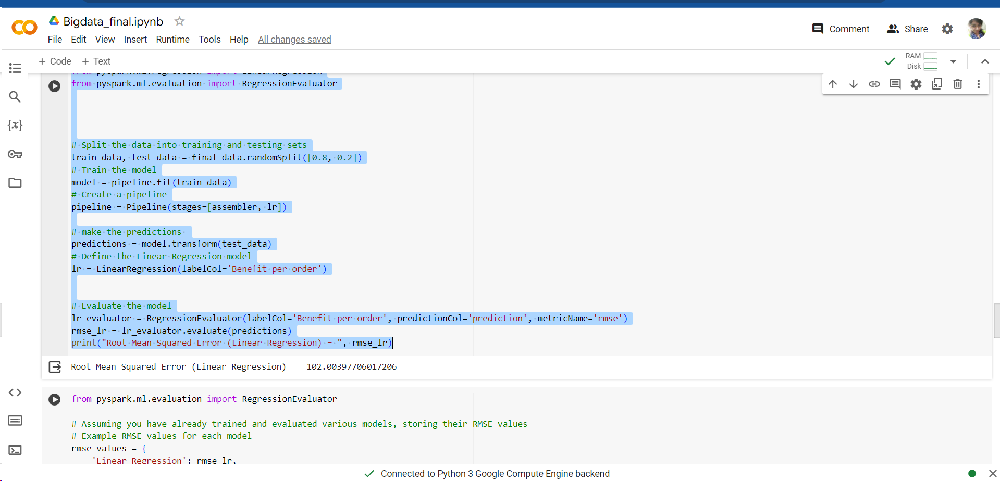 Bigdata_final.ipynb
File Edit View Insert Runtime Tools Help All changes saved
Comment Share
+ Code + Text
RAM
Disk
from pyspark.ml.evaluation import RegressionEvaluator
# Split the data into training and testing sets
train_data, test_data = final_data.randomSplit([0.8, 0.2])
# Train the model
model = pipeline.fit(train_data)
# Create a pipeline
pipeline = Pipeline(stages=[assembler, lr])
# make the predictions
predictions = model.transform(test_data)
# Define the Linear Regression model
lr = LinearRegression(labelCol='Benefit per order')
# Evaluate the model
lr_evaluator = RegressionEvaluator(labelCol='Benefit per order', predictionCol='prediction', metricName='rmse')
rmse_lr = lr_evaluator.evaluate(predictions)
print("Root Mean Squared Error (Linear Regression) = ", rmse_lr)
Root Mean Squared Error (Linear Regression) =  102.00397706017206
from pyspark.ml.evaluation import RegressionEvaluator
# Assuming you have already trained and evaluated various models, storing their RMSE values
# Example RMSE values for each model
rmse_values = {
'Linear Regression': rmse_lr,
Connected to Python 3 Google Compute Engine backend